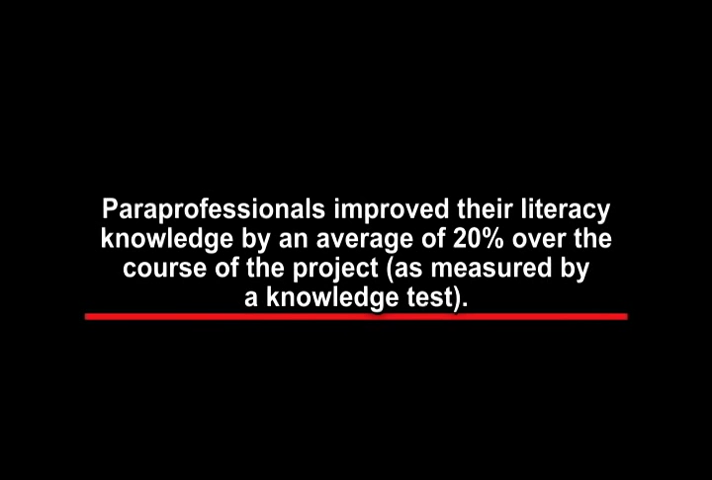 Paraprofessionals improved their literacy
knowledge by an average of 20% over the
course of the project (as measured by
a knowledge test).